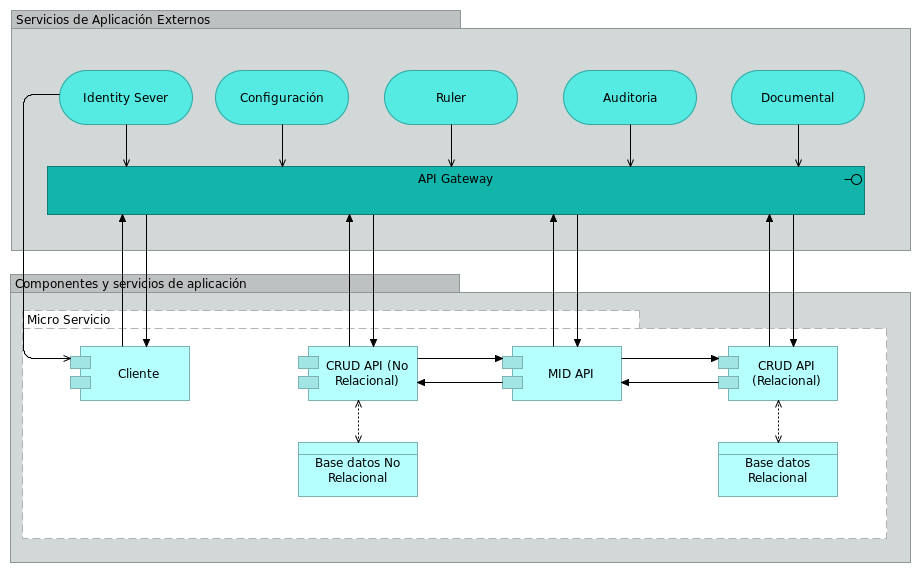 Servicios de Aplicación Externos
Identity Sever
Configuración
Ruler
Auditoria
Documental
API Gateway
Componentes y servicios de aplicación
Micro Servicio
Cliente
CRUD API (No
Relacional)
MID API
CRUD API
(Relacional)
Base datos No
Relacional
Base datos
Relacional